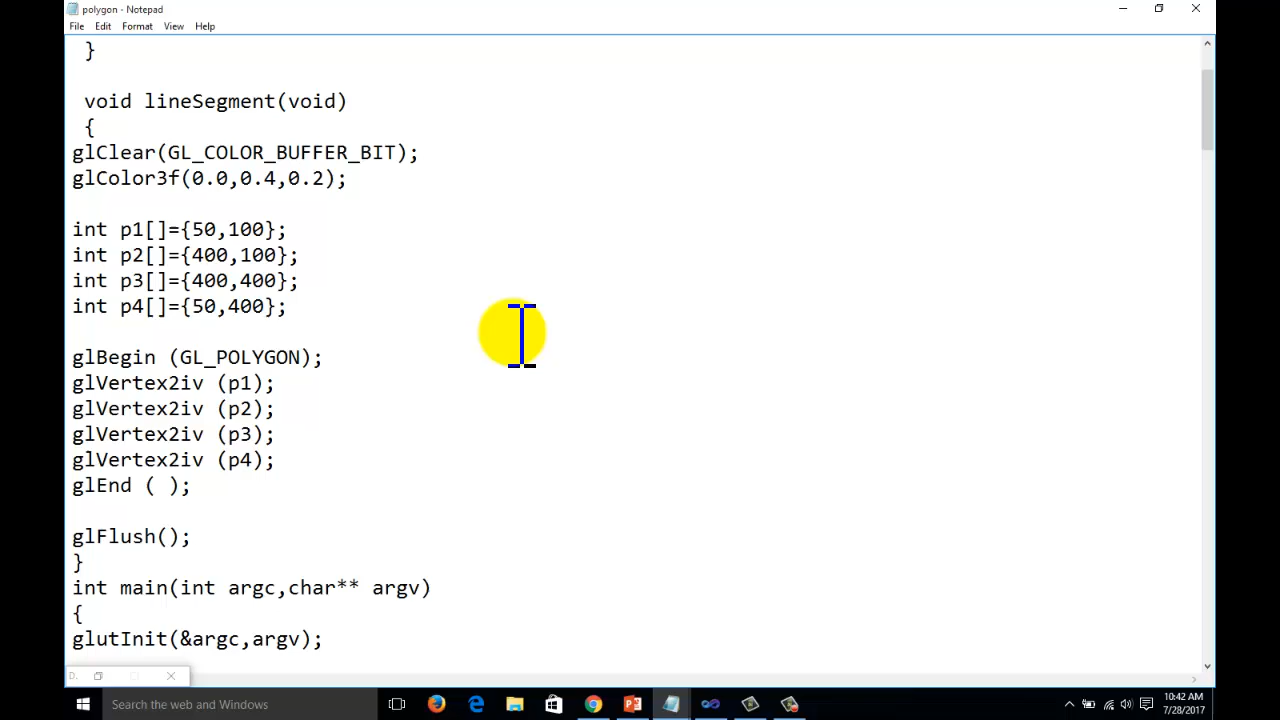 polygon - Notepad
File Edit Format View Help
}
void lineSegment(void)
{
glClear(GL_COLOR_BUFFER_BIT);
glColor3f(0.0,0.4,0.2);
int p1[]={50,100};
int p2[]={400,100};
int p3[]={400,400};
int p4[]={50,400};
glBegin (GL_POLYGON);
glVertex2iv (p1);
glVertex2iv (p2);
glVertex2iv (p3);
glVertex2iv (p4);
glEnd ( );
glFlush();
}
int main(int argc,char** argv)
{
glutInit(&argc,argv);
D.
Search the web and Windows
10:42 AM
7/28/2017